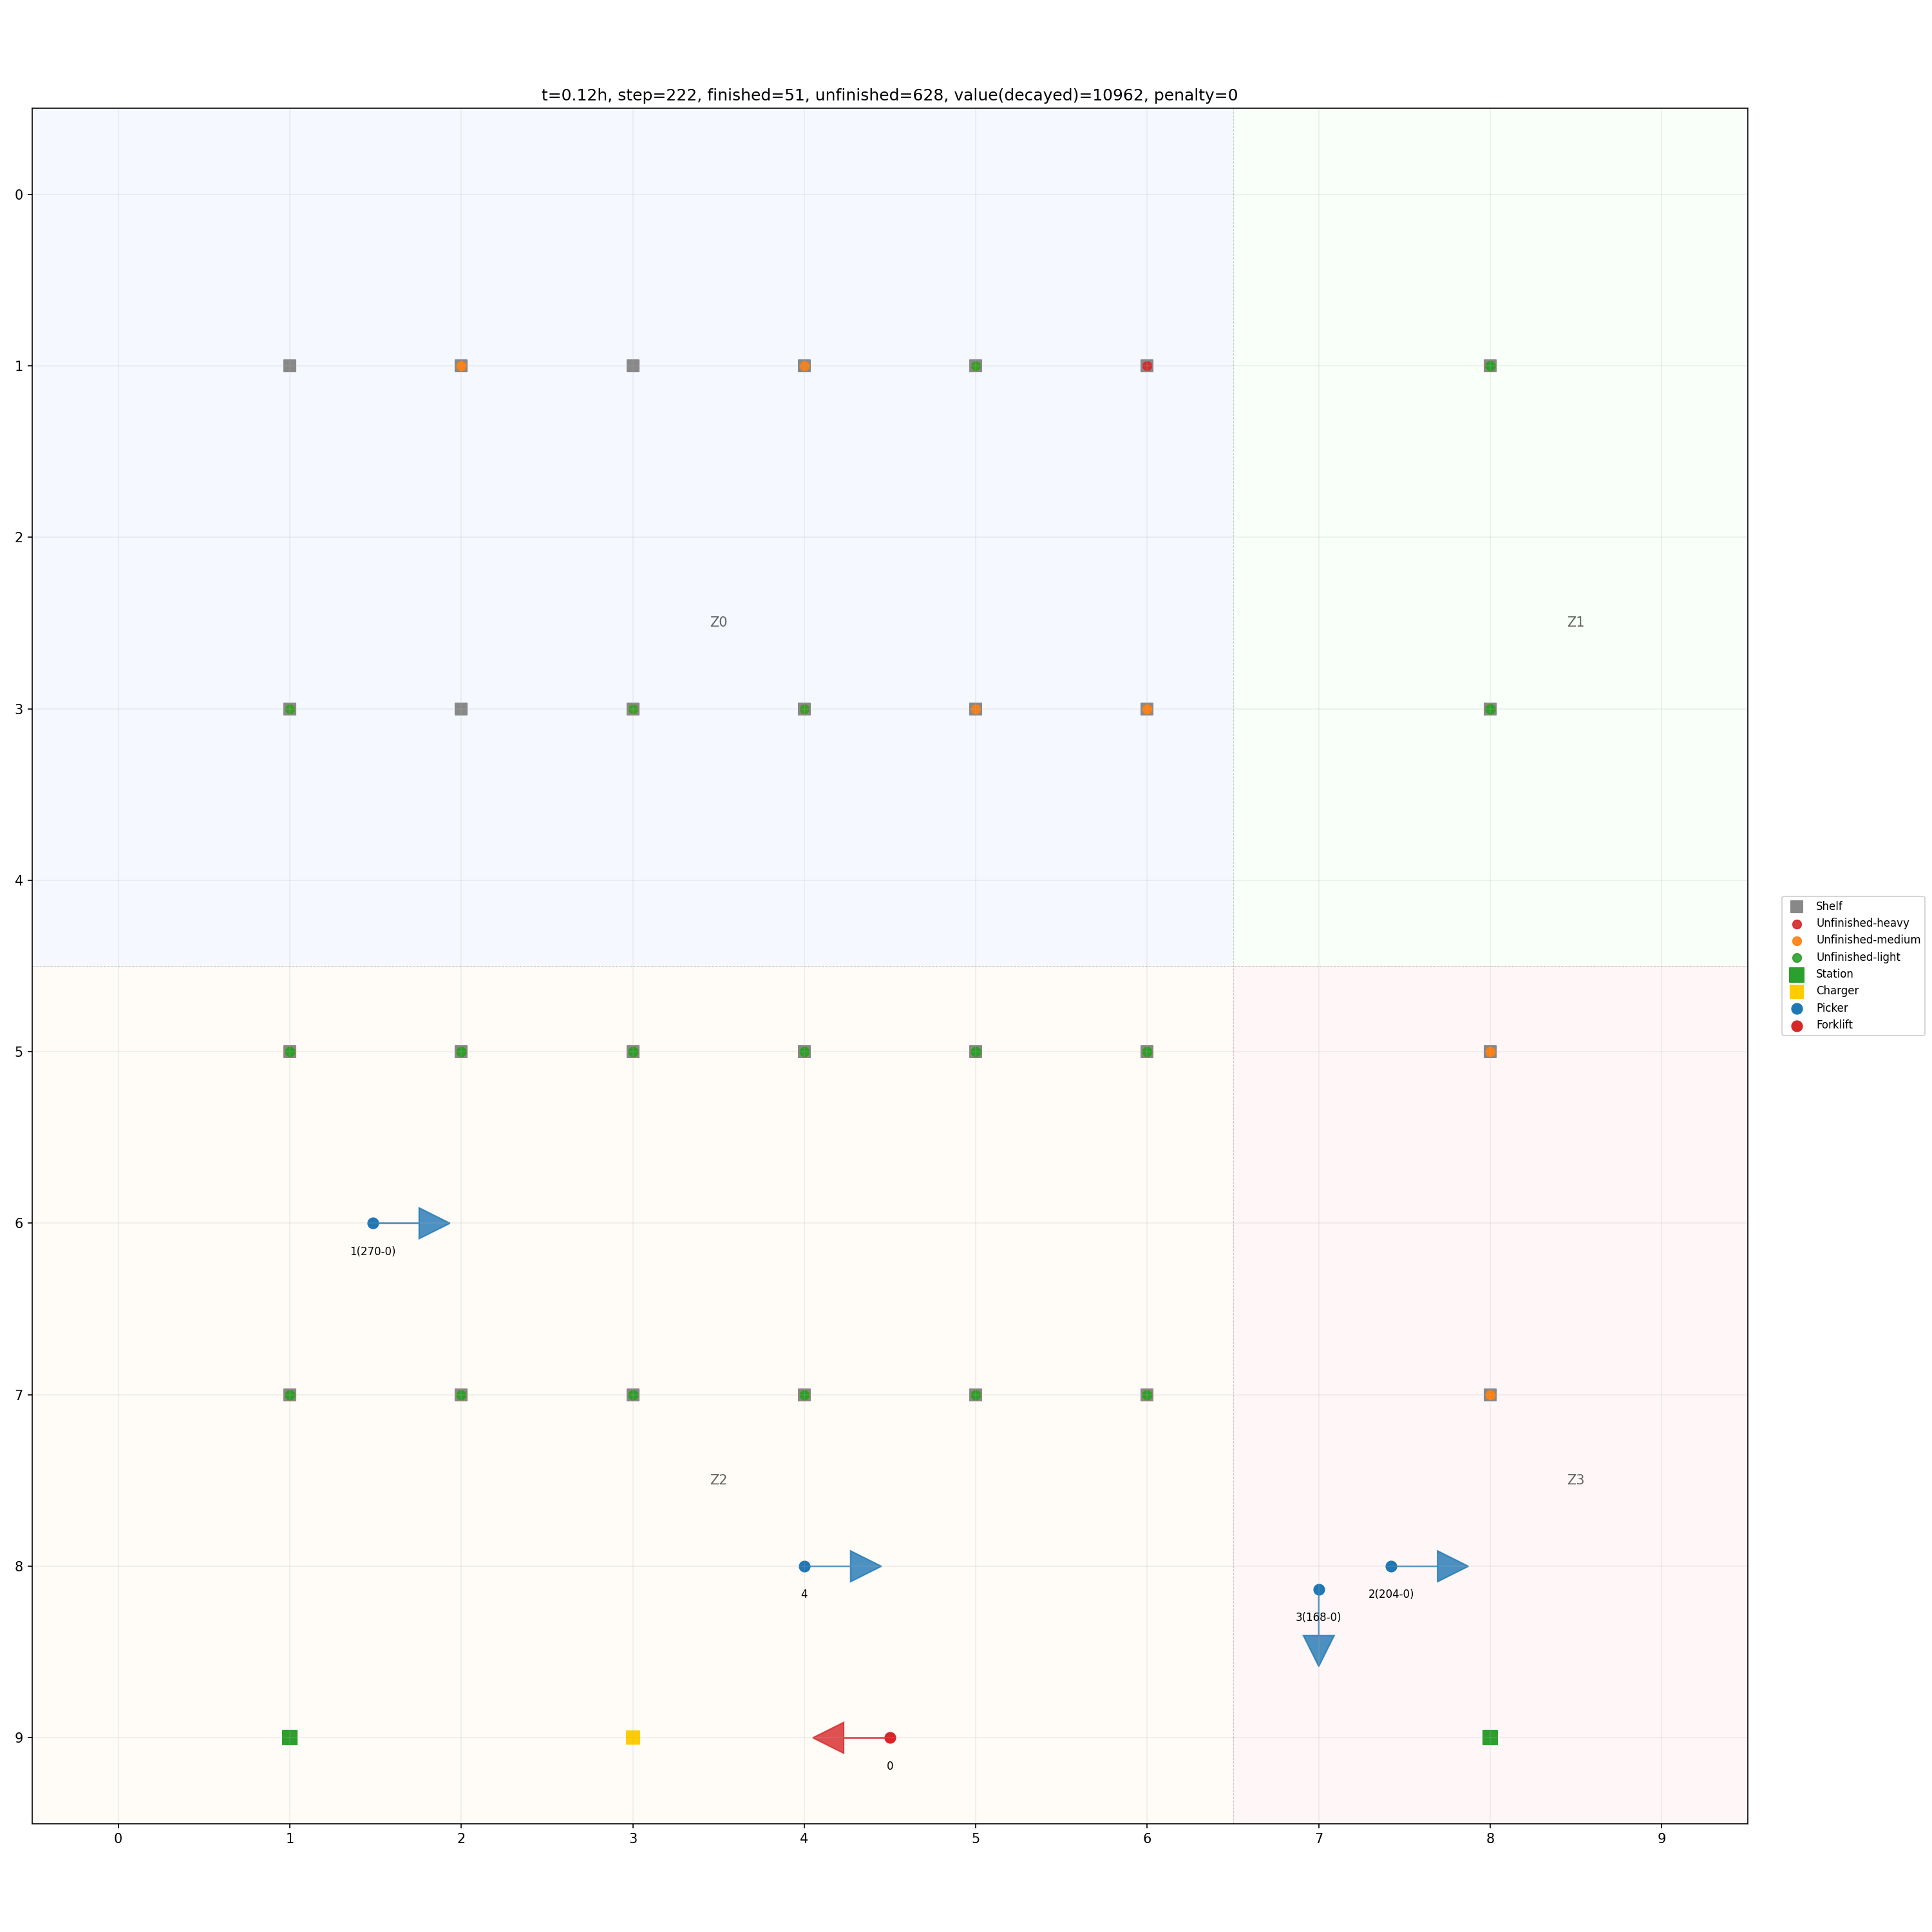 t=0.12h, step=222, finished=51, unfinished=628, value(decayed)=10962, penalty=0
0
1
2
Z0
Z1
3
4
Shelf
Unfinished-heavy
Unfinished-medium
Unfinished-light
Station
Charger
Picker
Forklift
5
6
1(270-0)
7
Z2
Z3
8
4
2(204-0)
3(168-0)
9
0
0 1 2 3 4 5 6 7 8 9